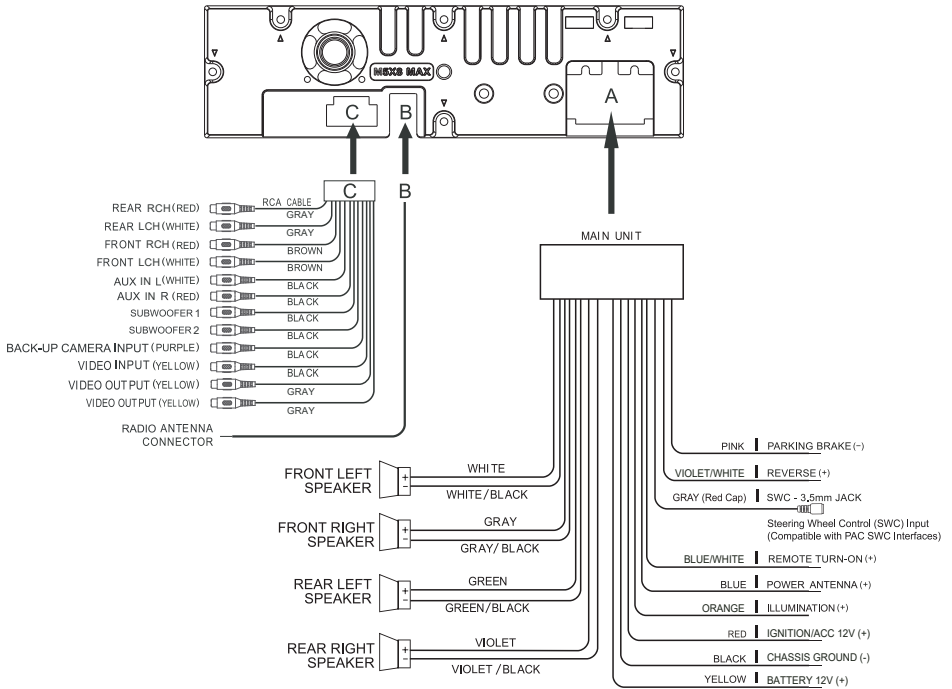 M5X8 MAX
A
C
B
C
B
REAR RCH(RED)
RCA CABLE
GRAY
REAR LCH(WHITE)
GRAY
FRONT RCH (RED)
BROWN
FRONT LCH(WHITE)
BROWN
AUX IN L(WHITE)
BLACK
AUX IN R (RED)
BLACK
SUBWOOFER 1
BLACK
SUBWOOFER 2
BLACK
BACK-UP CAMERA INPUT (PURPLE)
BLACK
VIDEO INPUT (YELLOW)
BLACK
VIDEO OUTPUT (YELLOW)
GRAY
VIDEO OUTPUT (YELLOW)
GRAY
RADIO ANTENNA
CONNECTOR
MAIN UNIT
FRONT LEFT
SPEAKER
+
-
WHITE
WHITE/BLACK
FRONT RIGHT
SPEAKER
+
-
GRAY
GRAY/ BLACK
REAR LEFT
SPEAKER
+
-
GREEN
GREEN/BLACK
REAR RIGHT
SPEAKER
+
-
VIOLET
VIOLET /BLACK
PINK PARKING BRAKE(-)
VIOLET/WHITE REVERSE (+)
GRAY (Red Cap) SWC - 3.5mm JACK
Steering Wheel Control (SWC) Input
(Compatible with PAC SWC Interfaces)
BLUE/WHITE REMOTE TURN-ON (+)
BLUE POWER ANTENNA (+)
ORANGE ILLUMINATION (+)
RED IGNITION/ACC 12V (+)
BLACK CHASSIS GROUND (-)
YELLOW BATTERY 12V (+)